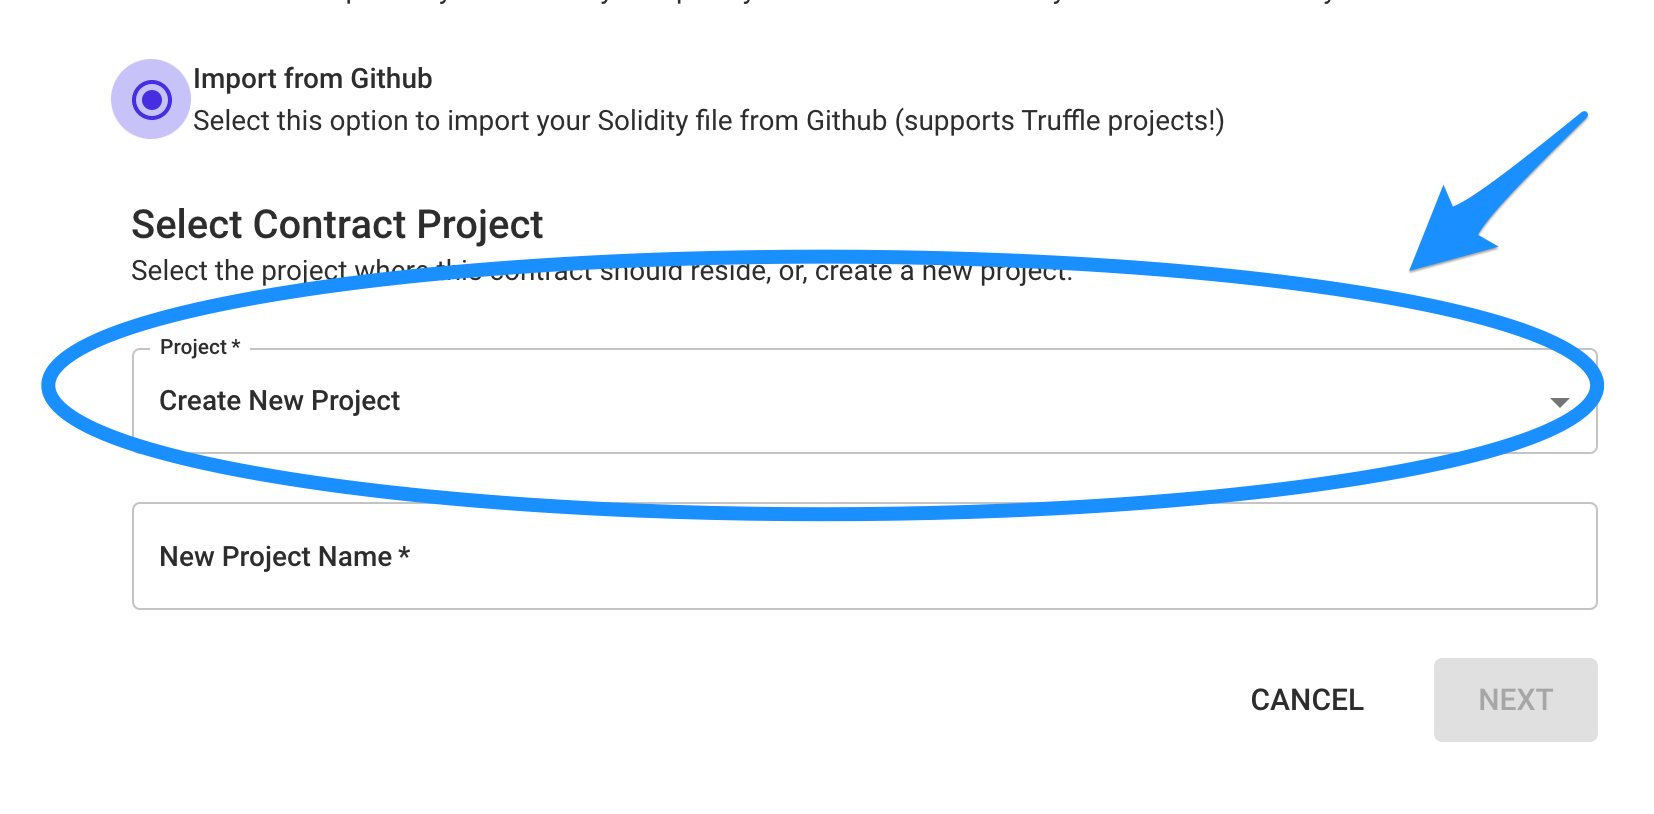 Import from Github
Select this option to import your Solidity file from Github (supports Truffle projects!)
Select Contract Project
Select the project where this contract should reside, or, create a new project.
Project *
Create New Project
New Project Name *
CANCEL
NEXT